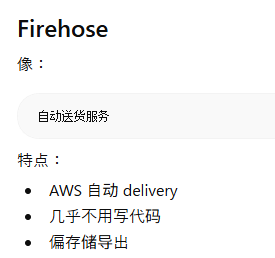 Firehose
像：
自动送货服务
特点：
• AWS 自动 delivery
• 几乎不用写代码
• 偏存储导出